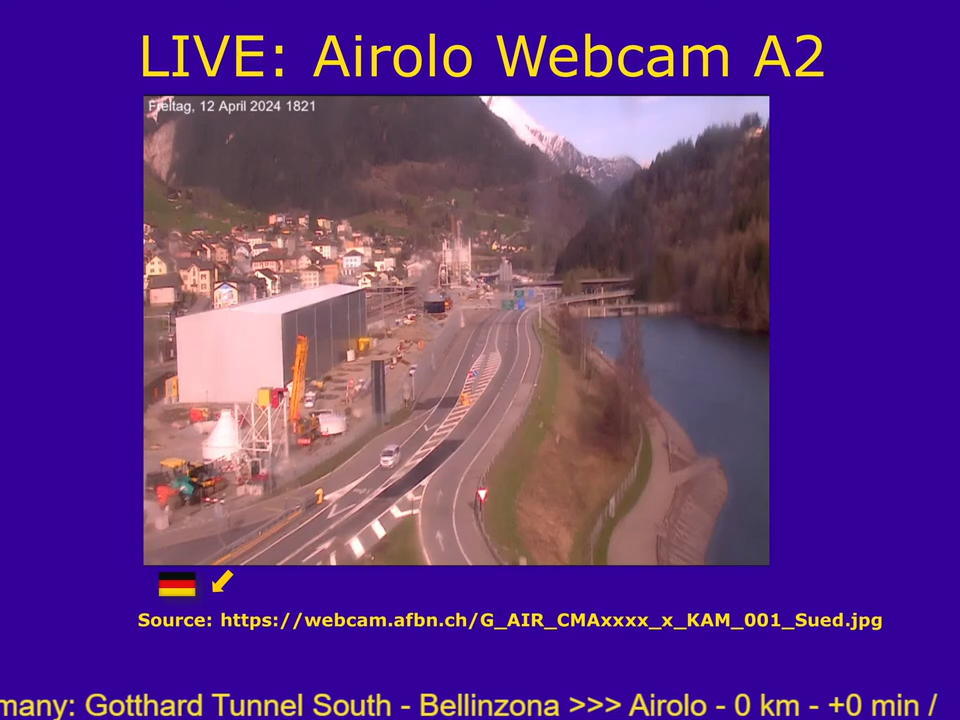 LIVE: Airolo Webcam A2
Freitag, 12 April 2024 1821
Source: https://webcam.afbn.ch/G_AIR_CMAxxxx_x_KAM_001_Sued.jpg
many: Gotthard Tunnel South - Bellinzona >>> Airolo - 0 km - +0 min /